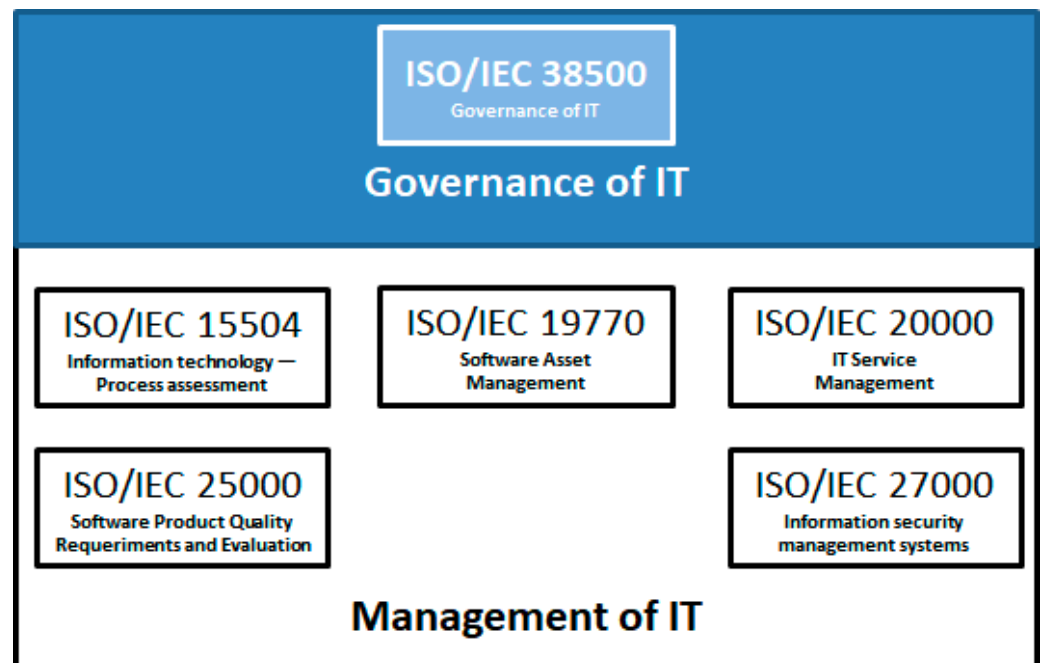 ISO/IEC 38500
Governance of IT
Governance of IT
ISO/IEC 15504
Information technology —
Process assessment
ISO/IEC 19770
Software Asset
Management
ISO/IEC 20000
IT Service
Management
ISO/IEC 25000
Software Product Quality
Requeriments and Evaluation
ISO/IEC 27000
Information security
management systems
Management of IT